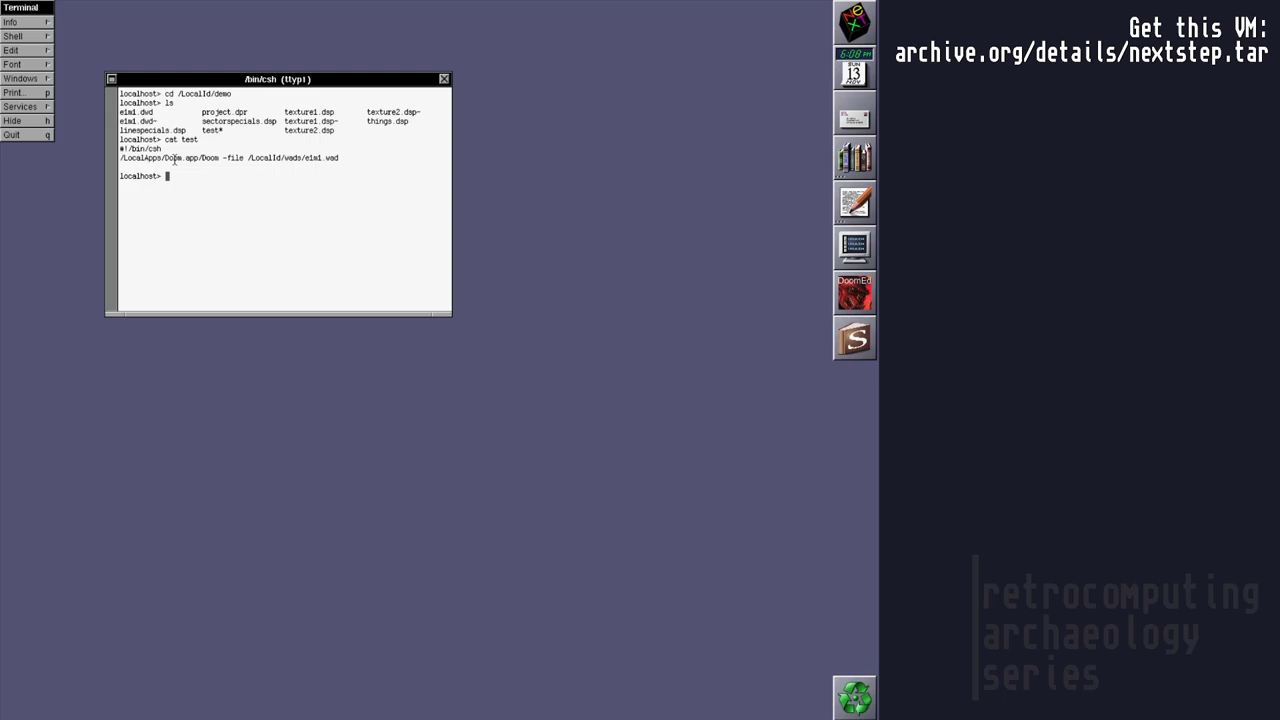 Terminal
Info
Shell
Edit
Font
Windows
Print... p
Services
Hide h
Quit q
/bin/csh (ttyp1)
localhost> cd /LocalId/demo
localhost> ls
e1m1.dwd project.dpr texture1.dsp texture2.dsp~
e1m1.dwd~ sectorspecials.dsp texture1.dsp~ things.dsp
linespecials.dsp test* texture2.dsp
localhost> cat test
#!/bin/csh
/LocalApps/Doom.app/Doom -file /LocalId/wads/e1m1.wad
localhost>
NeXT
6:08 PM
SUN
13
NOV
DoomEd
S
Get this VM:
archive.org/details/nextstep.tar
retrocomputing
archaeology
series